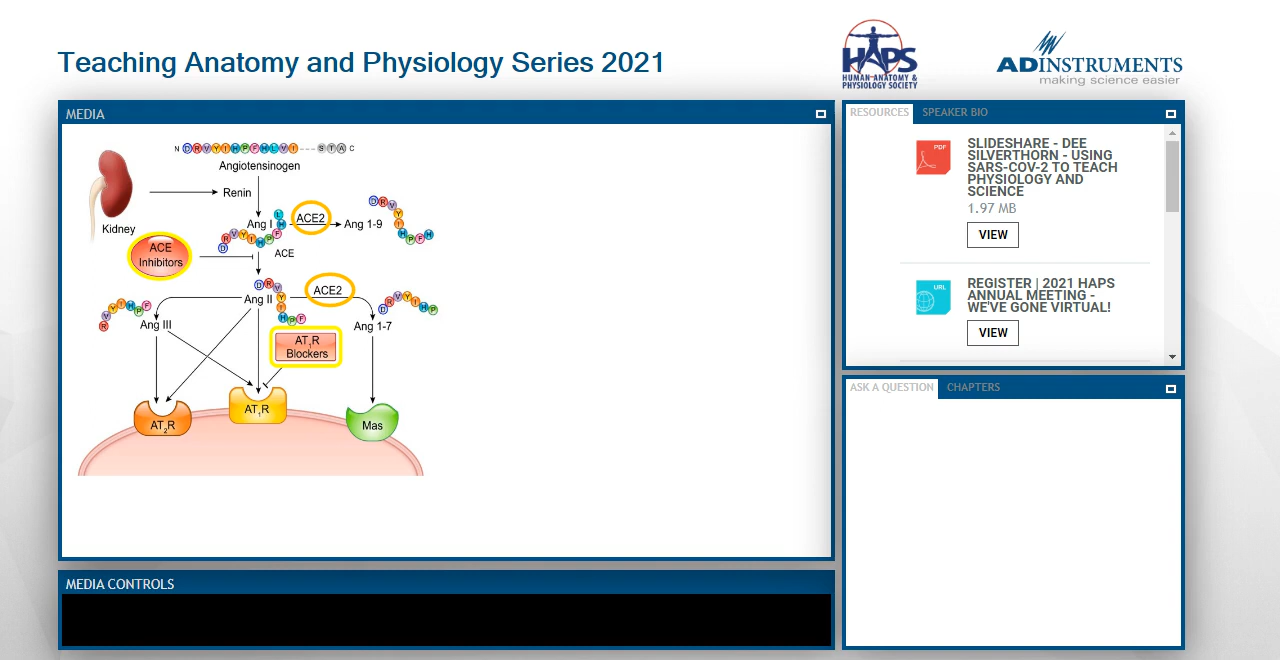 Teaching Anatomy and Physiology Series 2021
HAPS
HUMAN ANATOMY &
PHYSIOLOGY SOCIETY
ADINSTRUMENTS
making science easier
MEDIA
N D R V Y I H P F H L V I --- S T A C
Angiotensinogen
Renin
Kidney
L
H
F
P
H
I
Y
V
R
D
Ang I
ACE2
Ang 1-9
D R V
Y
I
H
P F H
ACE
Inhibitors
ACE
D R V
Y
I
H P F
Ang II
ACE2
R
V Y I H P F
Ang III
D R V Y I H P
Ang 1-7
AT1R
Blockers
AT2R
AT1R
Mas
MEDIA CONTROLS
RESOURCES
SPEAKER BIO
PDF
SLIDESHARE - DEE
SILVERTHORN - USING
SARS-COV-2 TO TEACH
PHYSIOLOGY AND
SCIENCE
1.97 MB
VIEW
URL
REGISTER | 2021 HAPS
ANNUAL MEETING -
WE'VE GONE VIRTUAL!
VIEW
ASK A QUESTION
CHAPTERS